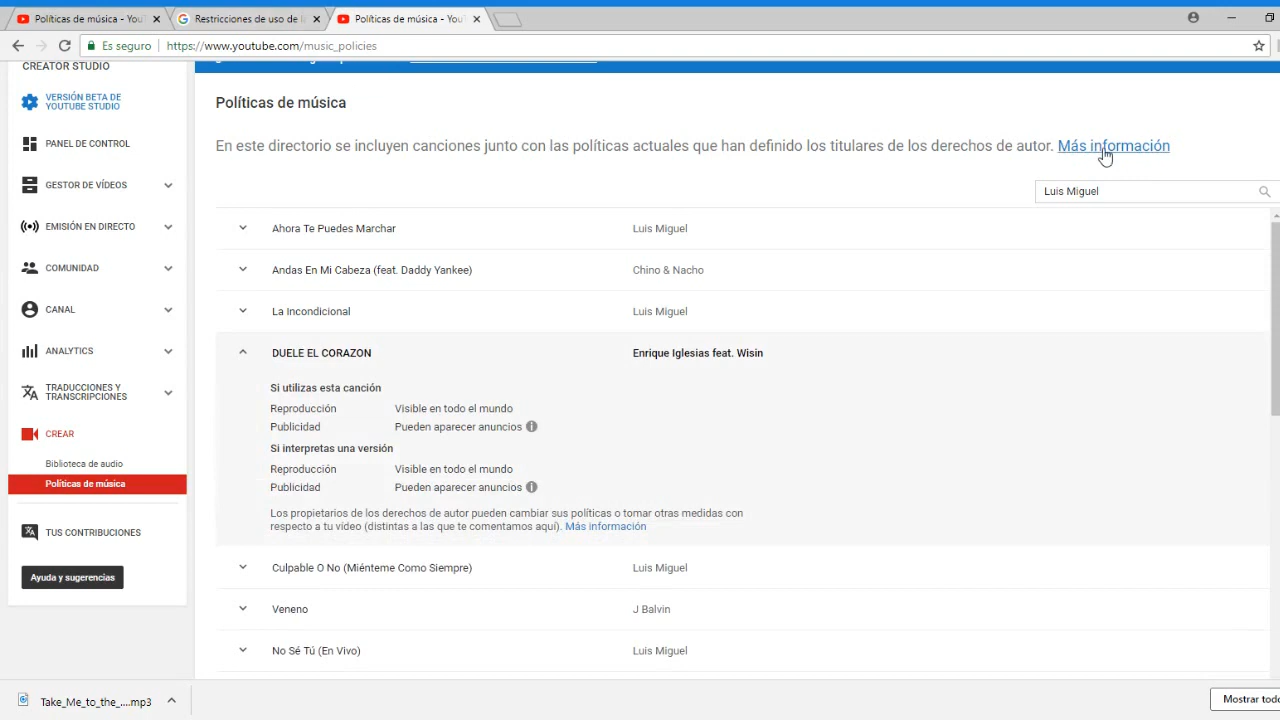 Políticas de música - You
Restricciones de uso de l
Políticas de música - You
Es seguro
https://www.youtube.com/music_policies
CREATOR STUDIO
VERSIÓN BETA DE
YOUTUBE STUDIO
PANEL DE CONTROL
GESTOR DE VÍDEOS
EMISIÓN EN DIRECTO
COMUNIDAD
CANAL
ANALYTICS
TRADUCCIONES Y
TRANSCRIPCIONES
CREAR
Biblioteca de audio
Políticas de música
TUS CONTRIBUCIONES
Ayuda y sugerencias
Políticas de música
En este directorio se incluyen canciones junto con las políticas actuales que han definido los titulares de los derechos de autor. Más información
Luis Miguel
Ahora Te Puedes Marchar Luis Miguel
Andas En Mi Cabeza (feat. Daddy Yankee) Chino & Nacho
La Incondicional Luis Miguel
DUELE EL CORAZON Enrique Iglesias feat. Wisin
Si utilizas esta canción
Reproducción Visible en todo el mundo
Publicidad Pueden aparecer anuncios
Si interpretas una versión
Reproducción Visible en todo el mundo
Publicidad Pueden aparecer anuncios
Los propietarios de los derechos de autor pueden cambiar sus políticas o tomar otras medidas con
respecto a tu vídeo (distintas a las que te comentamos aquí). Más información
Culpable O No (Miénteme Como Siempre) Luis Miguel
Veneno J Balvin
No Sé Tú (En Vivo) Luis Miguel
Take_Me_to_the_....mp3
Mostrar todo